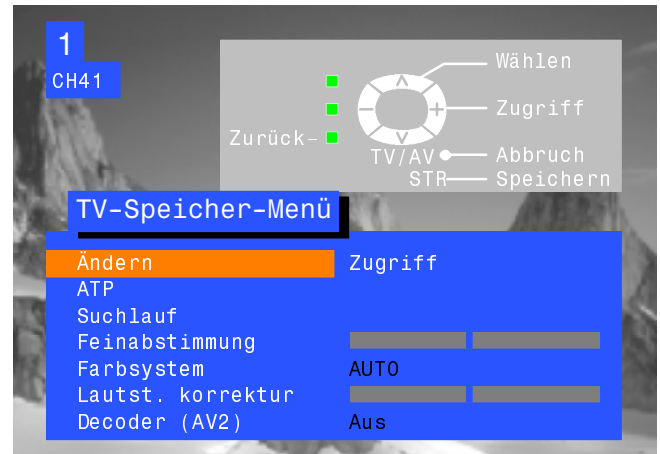 1
CH41
Wählen
Zugriff
Zurück–
TV/AV Abbruch
STR Speichern
TV-Speicher-Menü
Ändern Zugriff
ATP
Suchlauf
Feinabstimmung
Farbsystem AUTO
Lautst. korrektur
Decoder (AV2) Aus